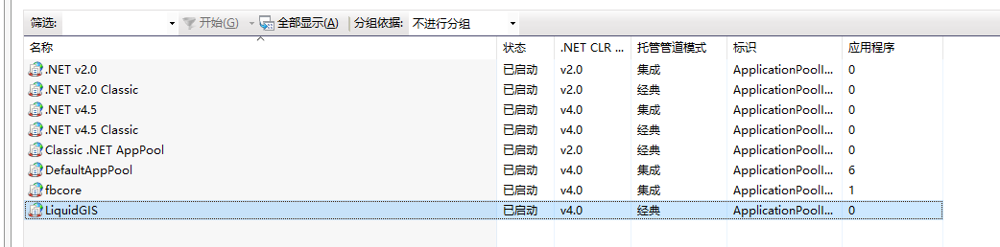 筛选: 开始(G) 全部显示(A) 分组依据: 不进行分组
名称 状态 .NET CLR ... 托管管道模式 标识 应用程序
.NET v2.0 已启动 v2.0 集成 ApplicationPoolI... 0
.NET v2.0 Classic 已启动 v2.0 经典 ApplicationPoolI... 0
.NET v4.5 已启动 v4.0 集成 ApplicationPoolI... 0
.NET v4.5 Classic 已启动 v4.0 经典 ApplicationPoolI... 0
Classic .NET AppPool 已启动 v2.0 经典 ApplicationPoolI... 0
DefaultAppPool 已启动 v4.0 集成 ApplicationPoolI... 6
fbcore 已启动 v4.0 集成 ApplicationPoolI... 1
LiquidGIS 已启动 v4.0 经典 ApplicationPoolI... 0